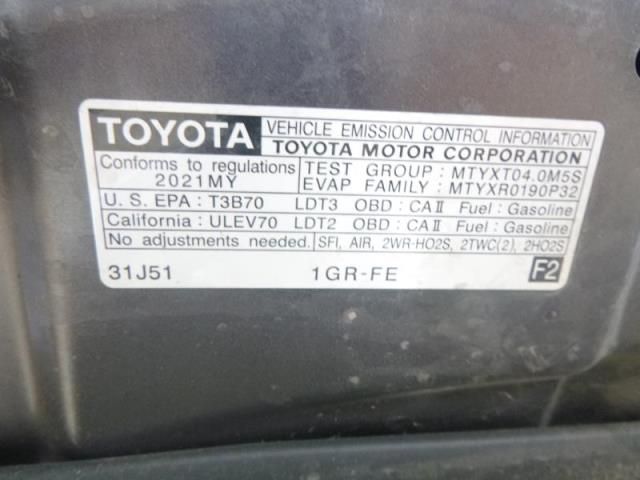 TOYOTA VEHICLE EMISSION CONTROL INFORMATION
TOYOTA MOTOR CORPORATION
Conforms to regulations TEST GROUP : MTYXT04.0M5S
2021MY EVAP FAMILY : MTYXR0190P32
U.S. EPA : T3B70 LDT3 OBD : CAⅡ Fuel : Gasoline
California : ULEV70 LDT2 OBD : CAⅡ Fuel : Gasoline
No adjustments needed. SFI, AIR, 2WR-HO2S, 2TWC(2), 2HO2S
31J51 1GR-FE F2